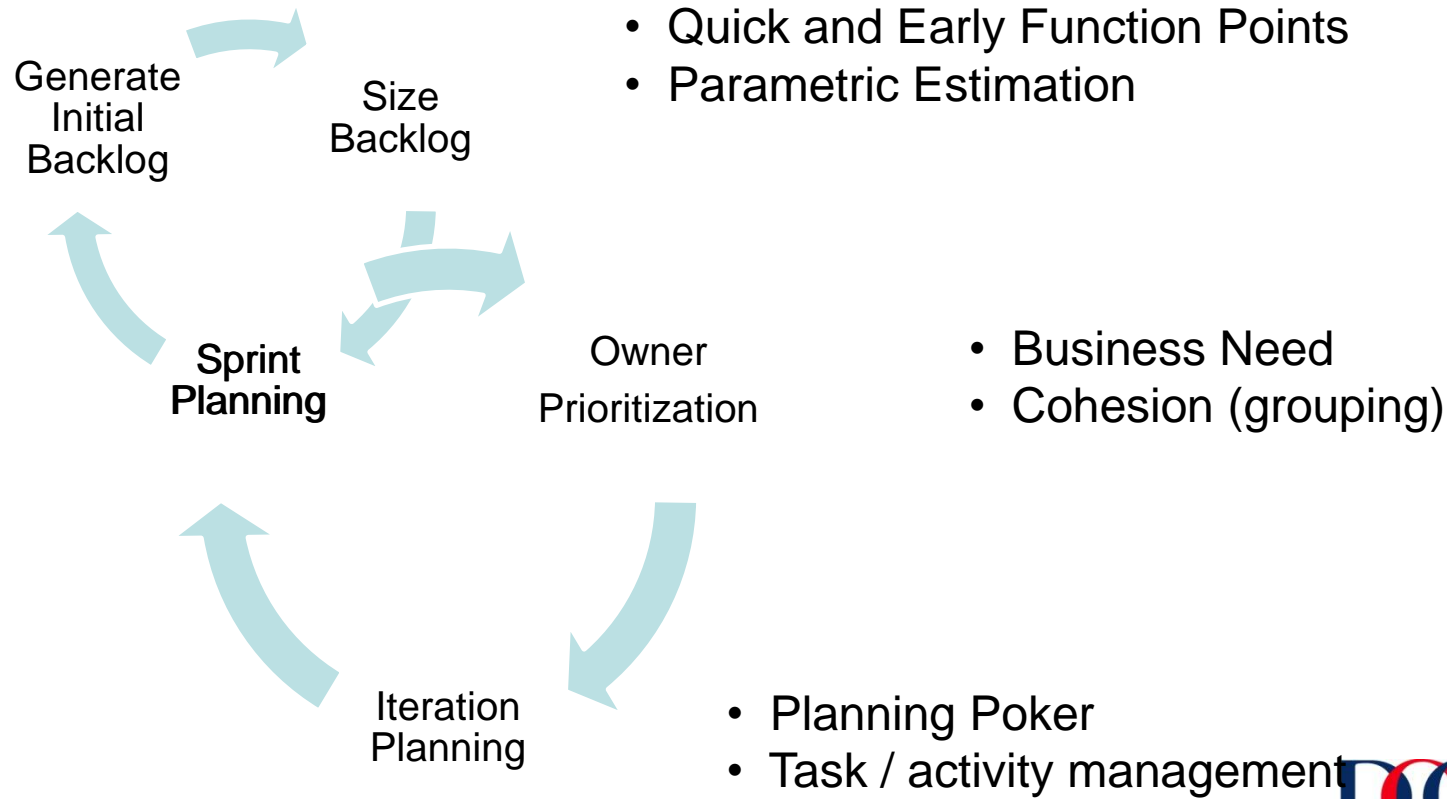 • Quick and Early Function Points
• Parametric Estimation
Generate
Initial
Backlog
Size
Backlog
Sprint
Planning
Owner
Prioritization
• Business Need
• Cohesion (grouping)
Iteration
Planning
• Planning Poker
• Task / activity management